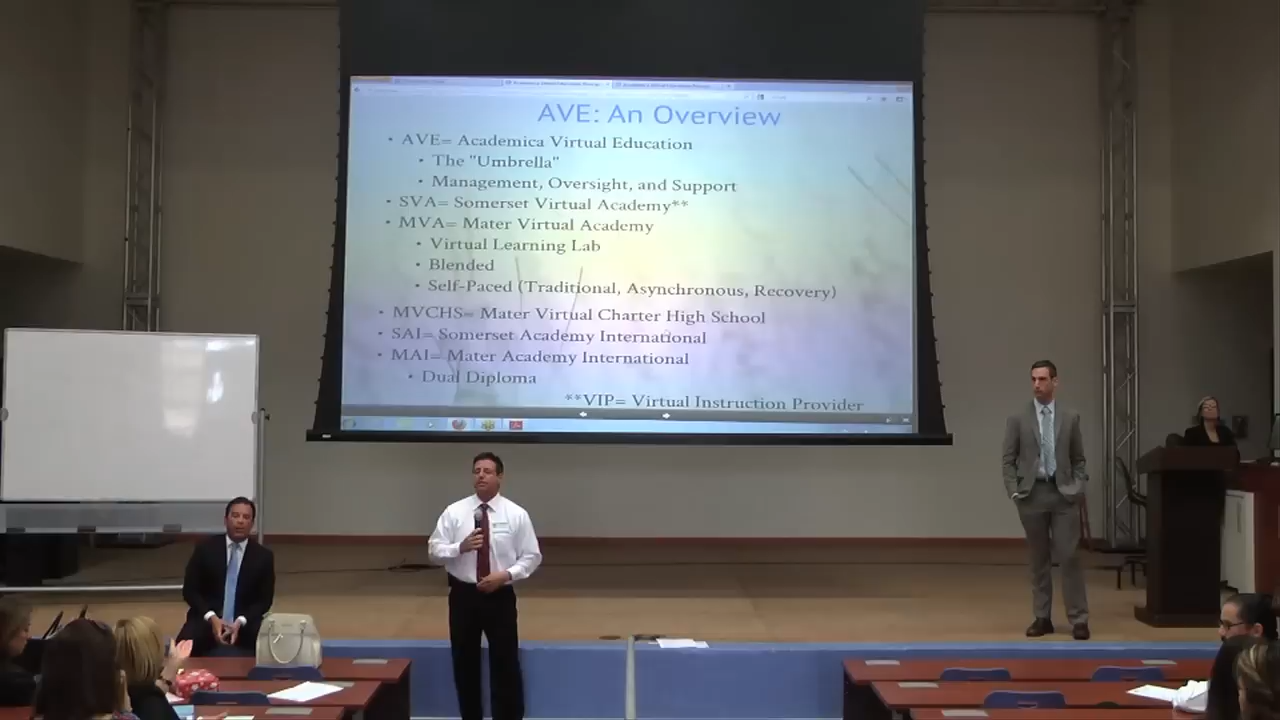 AVE: An Overview
• AVE= Academica Virtual Education
• The "Umbrella"
• Management, Oversight, and Support
• SVA= Somerset Virtual Academy**
• MVA= Mater Virtual Academy
• Virtual Learning Lab
• Blended
• Self-Paced (Traditional, Asynchronous, Recovery)
• MVCHS= Mater Virtual Charter High School
• SAI= Somerset Academy International
• MAI= Mater Academy International
• Dual Diploma
**VIP= Virtual Instruction Provider